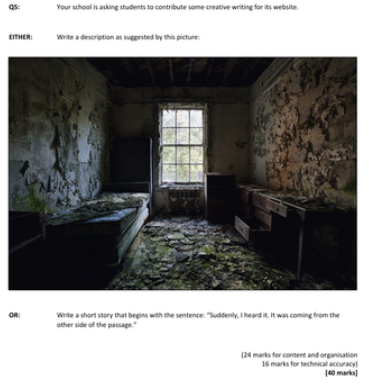 Q5: Your school is asking students to contribute some creative writing for its website.
EITHER: Write a description as suggested by this picture:
OR: Write a short story that begins with the sentence: "Suddenly, I heard it. It was coming from the
other side of the passage."
(24 marks for content and organisation
16 marks for technical accuracy)
[40 marks]